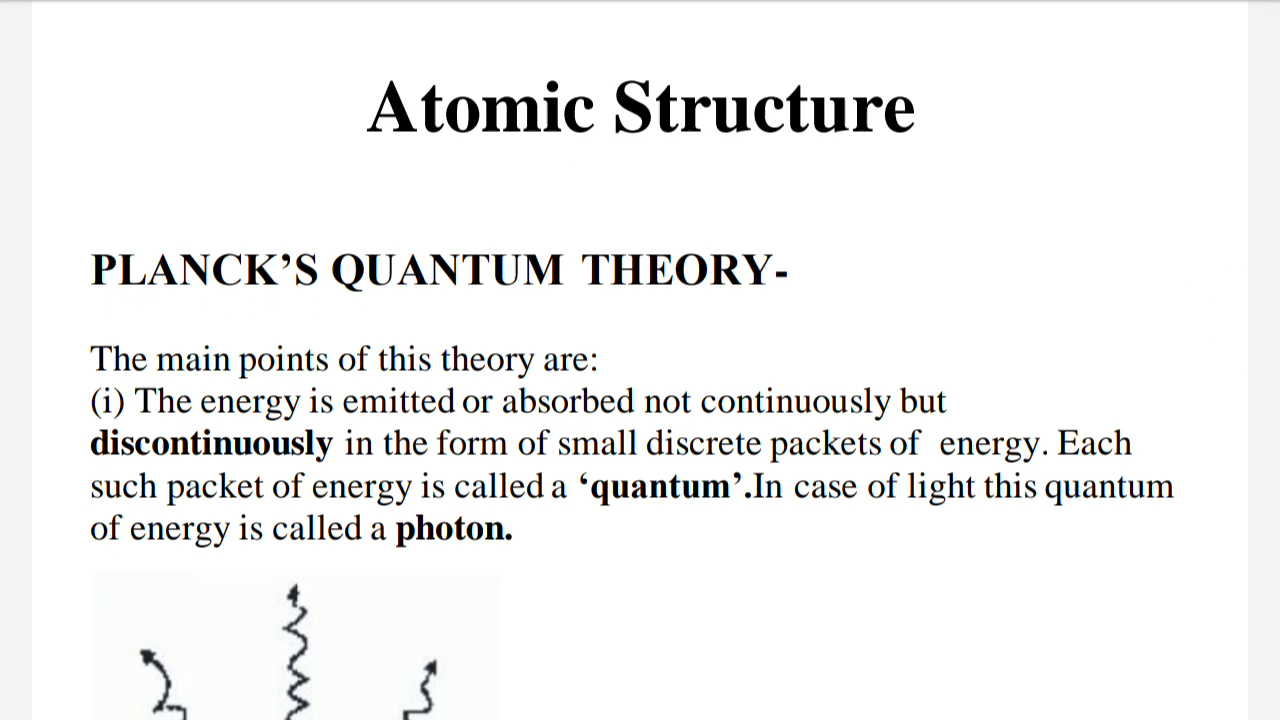 Atomic Structure
PLANCK’S QUANTUM THEORY-
The main points of this theory are:
(i) The energy is emitted or absorbed not continuously but
discontinuously in the form of small discrete packets of energy. Each
such packet of energy is called a ‘quantum’.In case of light this quantum
of energy is called a photon.